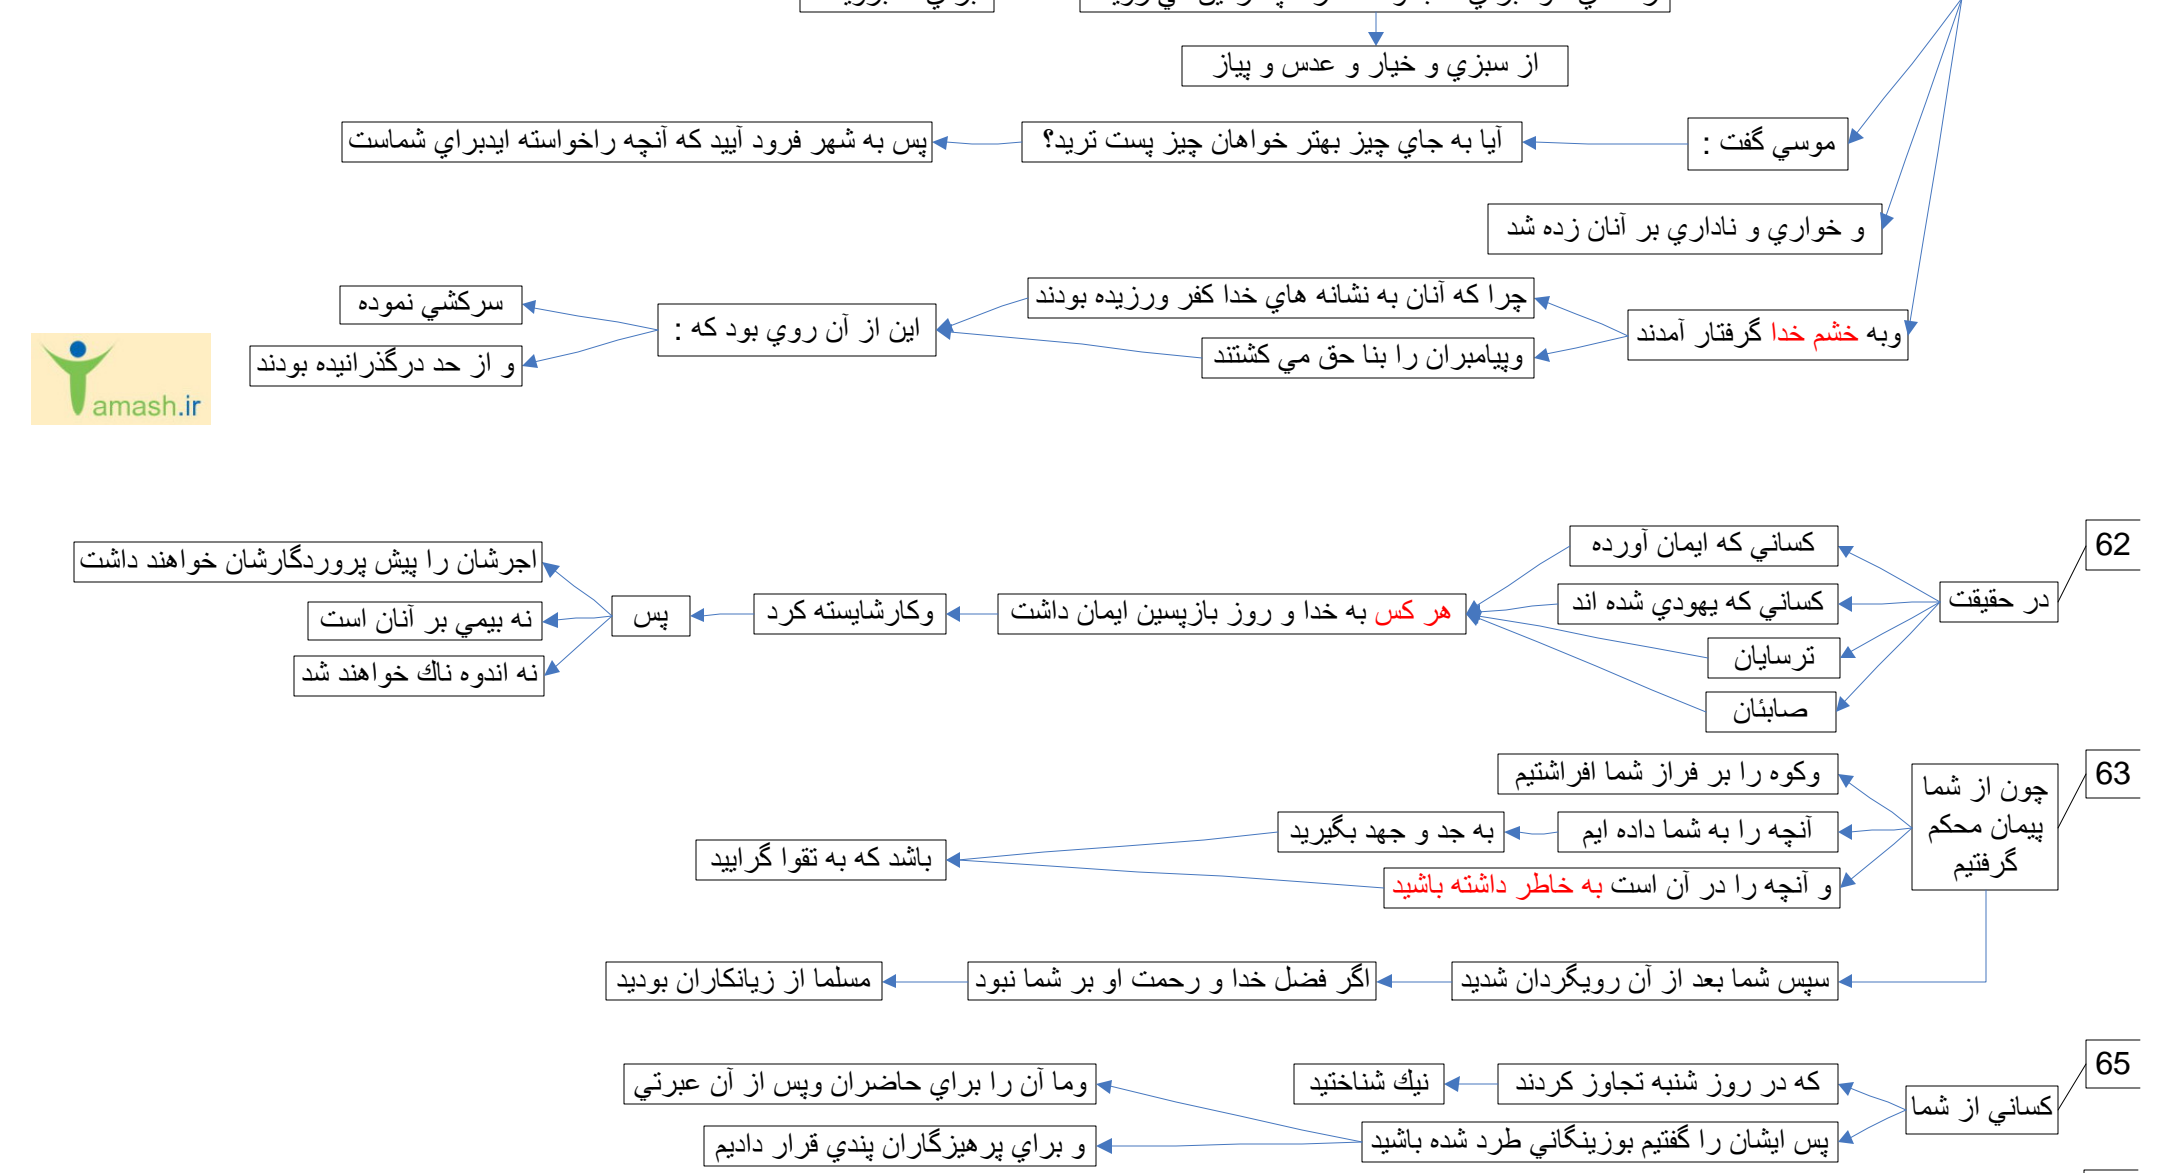 از سبزي و خيار و عدس و پياز
موسي گفت :
آيا به جاي چيز بهتر خواهان چيز پست تريد؟
پس به شهر فرود آييد كه آنچه راخواسته ايدبراي شماست
و خواري و ناداري بر آنان زده شد
وبه خشم خدا گرفتار آمدند
چرا كه آنان به نشانه هاي خدا كفر ورزيده بودند
وپيامبران را بنا حق مي كشتند
اين از آن روي بود كه :
سركشي نموده
و از حد درگذرانيده بودند
amash.ir
62
در حقيقت
كساني كه ايمان آورده
كساني كه يهودي شده اند
ترسايان
صابئان
هر كس به خدا و روز بازپسين ايمان داشت
وكارشايسته كرد
پس
اجرشان را پيش پروردگارشان خواهند داشت
نه بيمي بر آنان است
نه اندوه ناك خواهند شد
63
چون از شما
پيمان محكم
گرفتيم
وكوه را بر فراز شما افراشتيم
آنچه را به شما داده ايم
به جد و جهد بگيريد
و آنچه را در آن است به خاطر داشته باشيد
باشد كه به تقوا گراييد
سپس شما بعد از آن رويگردان شديد
اگر فضل خدا و رحمت او بر شما نبود
مسلما از زيانكاران بوديد
65
كساني از شما
كه در روز شنبه تجاوز كردند
نيك شناختيد
پس ايشان را گفتيم بوزينگاني طرد شده باشيد
وما آن را براي حاضران وپس از آن عبرتي
و براي پرهيزگاران پندي قرار داديم